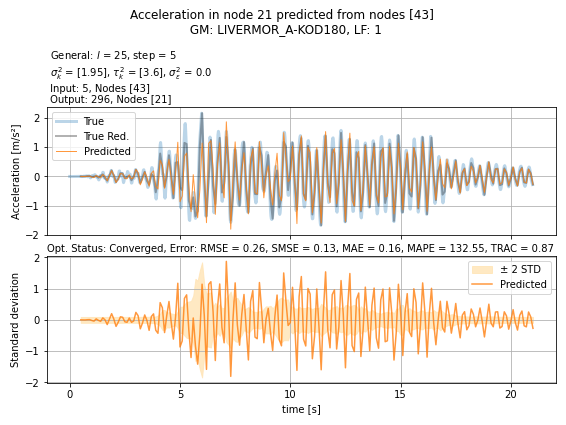 Acceleration in node 21 predicted from nodes [43]
GM: LIVERMOR_A-KOD180, LF: 1
General: l = 25, step = 5
σ²ₖ = [1.95], τ²ₖ = [3.6], σ²ε = 0.0
Input: 5, Nodes [43]
Output: 296, Nodes [21]
Acceleration [m/s²]
2
1
0
−1
−2
True
True Red.
Predicted
Opt. Status: Converged, Error: RMSE = 0.26, SMSE = 0.13, MAE = 0.16, MAPE = 132.55, TRAC = 0.87
Standard deviation
2
1
0
−1
−2
± 2 STD
Predicted
0 5 10 15 20
time [s]